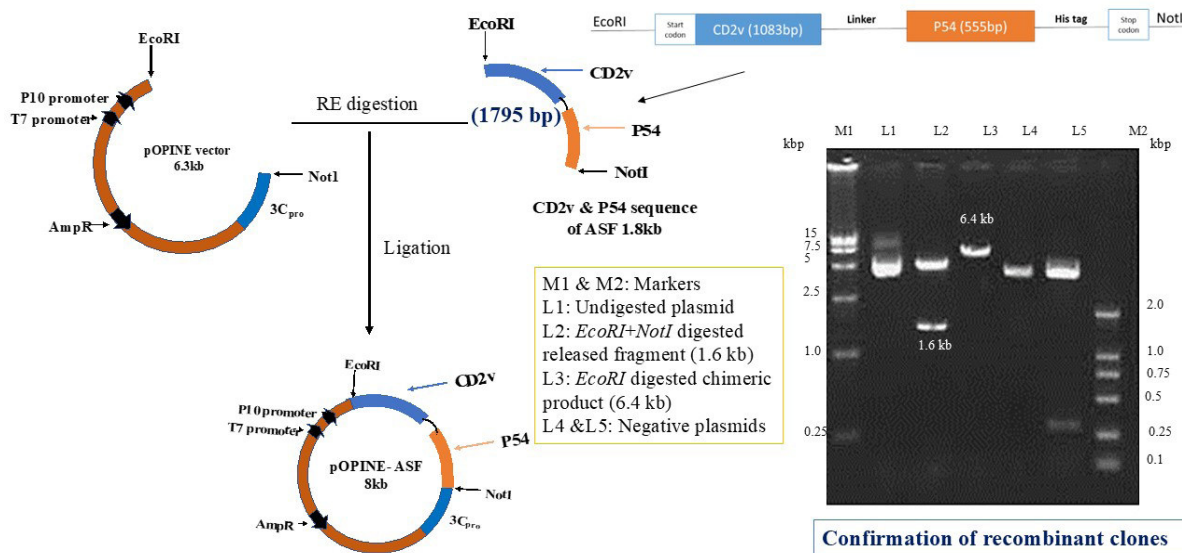 EcoRI
P10 promoter
T7 promoter
pOPINE vector
6.3kb
Not1
3Cpro
AmpR
RE digestion
Ligation
EcoRI
CD2v
(1795 bp)
P54
NotI
CD2v & P54 sequence
of ASF 1.8kb
EcoRI
Start
codon
CD2v (1083bp)
Linker
P54 (555bp)
His tag
Stop
codon
NotI
EcoRI
CD2v
P10 promoter
T7 promoter
P54
pOPINE- ASF
8kb
Not1
3Cpro
AmpR
M1 & M2: Markers
L1: Undigested plasmid
L2: EcoRI+NotI digested
released fragment (1.6 kb)
L3: EcoRI digested chimeric
product (6.4 kb)
L4 &L5: Negative plasmids
M1 L1 L2 L3 L4 L5 M2
kbp kbp
6.4 kb
15
7.5
5
2.5
1.0
0.25
1.6 kb
2.0
1.0
0.75
0.5
0.25
0.1
Confirmation of recombinant clones